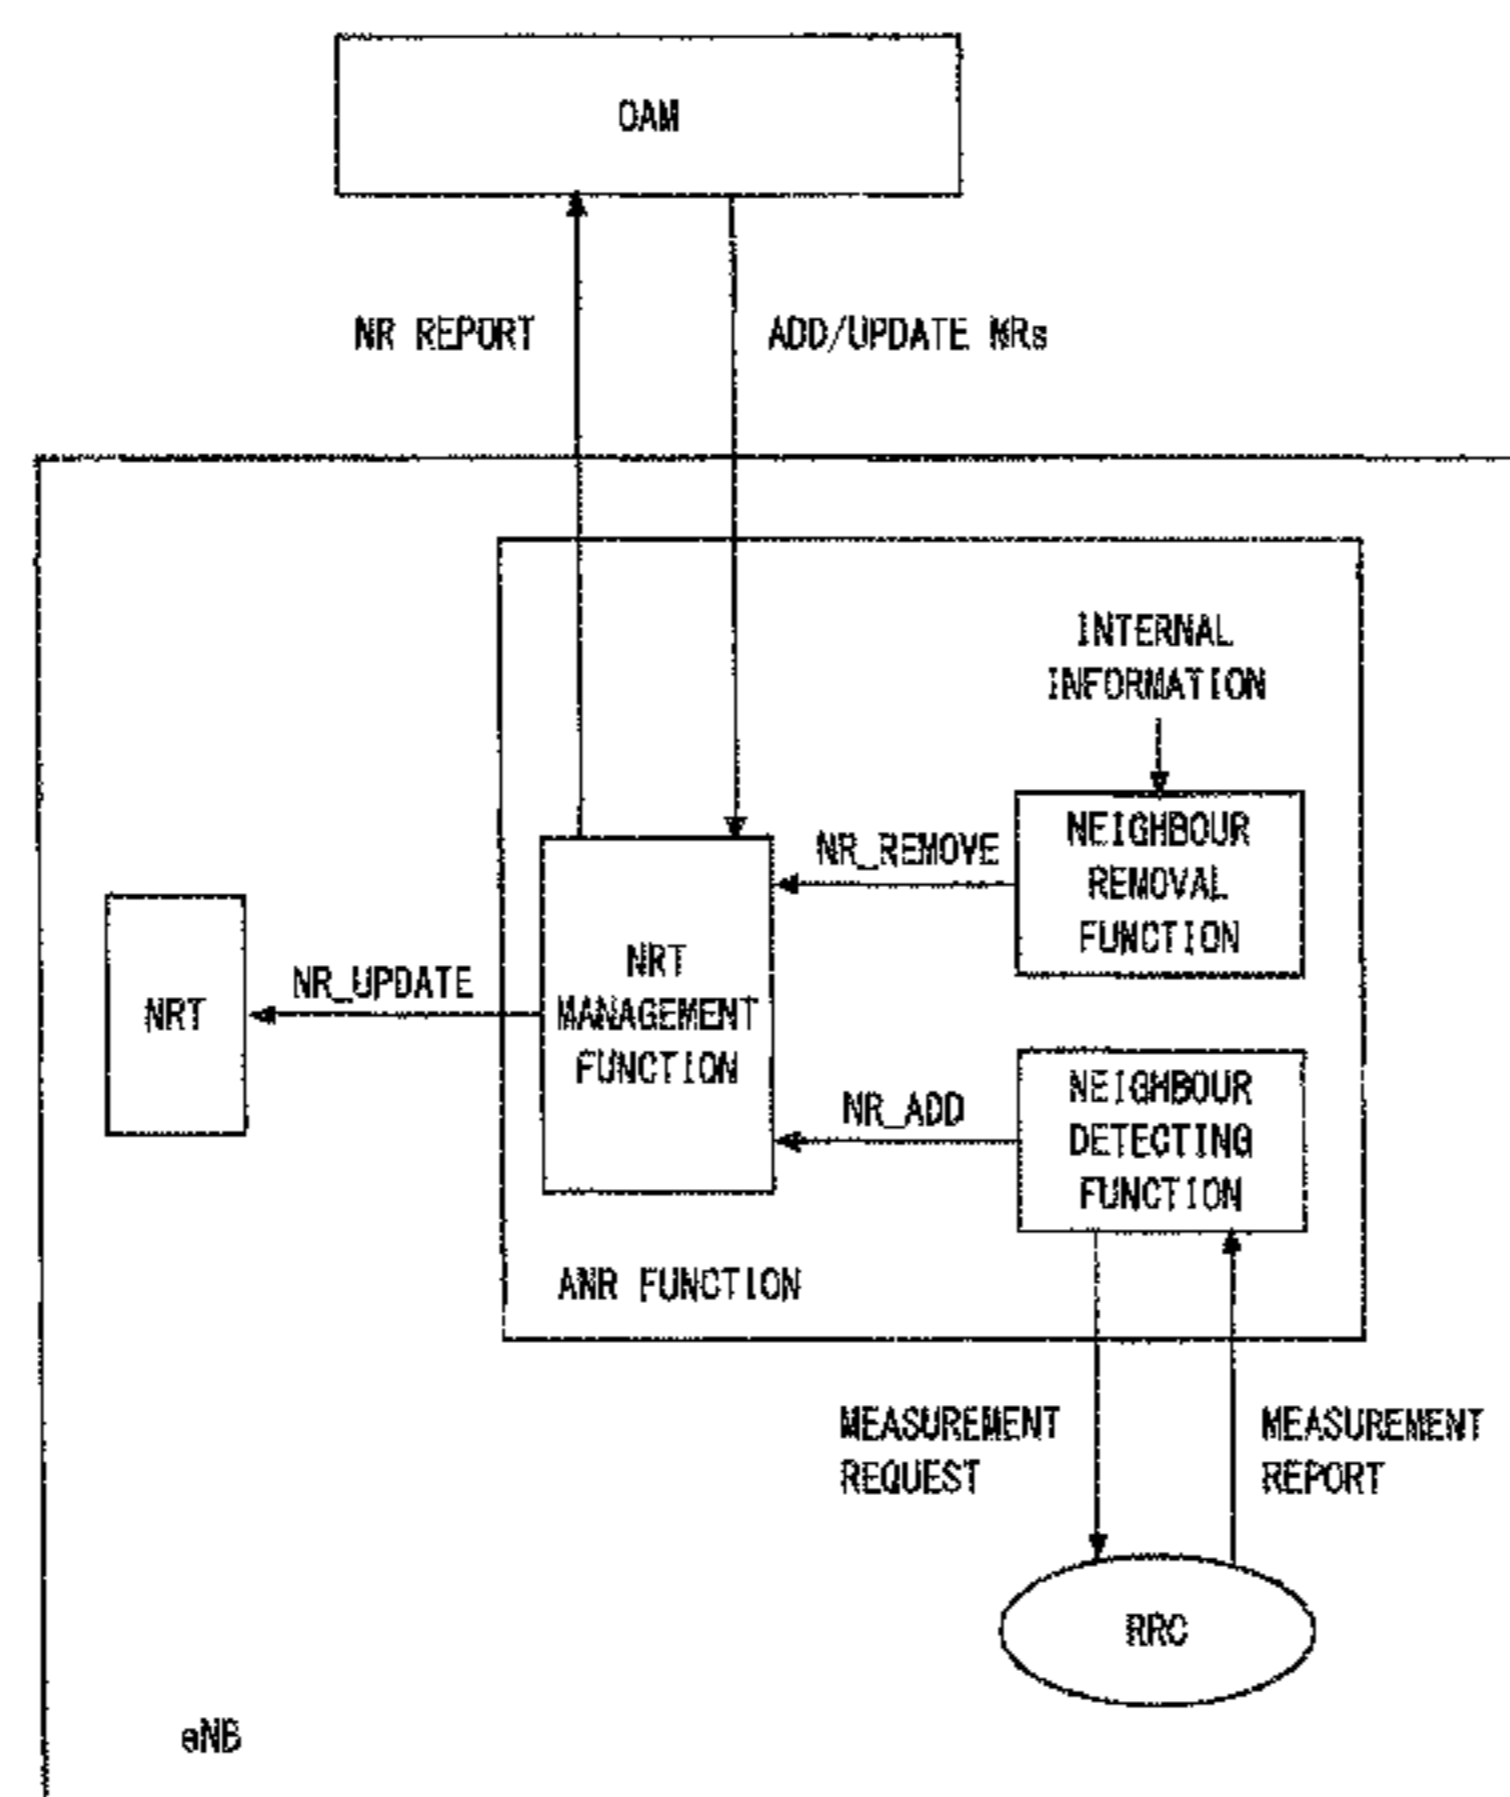 OAM
NR REPORT
ADD/UPDATE NRs
INTERNAL
INFORMATION
NR_REMOVE
NEIGHBOUR
REMOVAL
FUNCTION
NRT
NR_UPDATE
NRT
MANAGEMENT
FUNCTION
NR_ADD
NEIGHBOUR
DETECTING
FUNCTION
ANR FUNCTION
MEASUREMENT
REQUEST
MEASUREMENT
REPORT
RRC
eNB